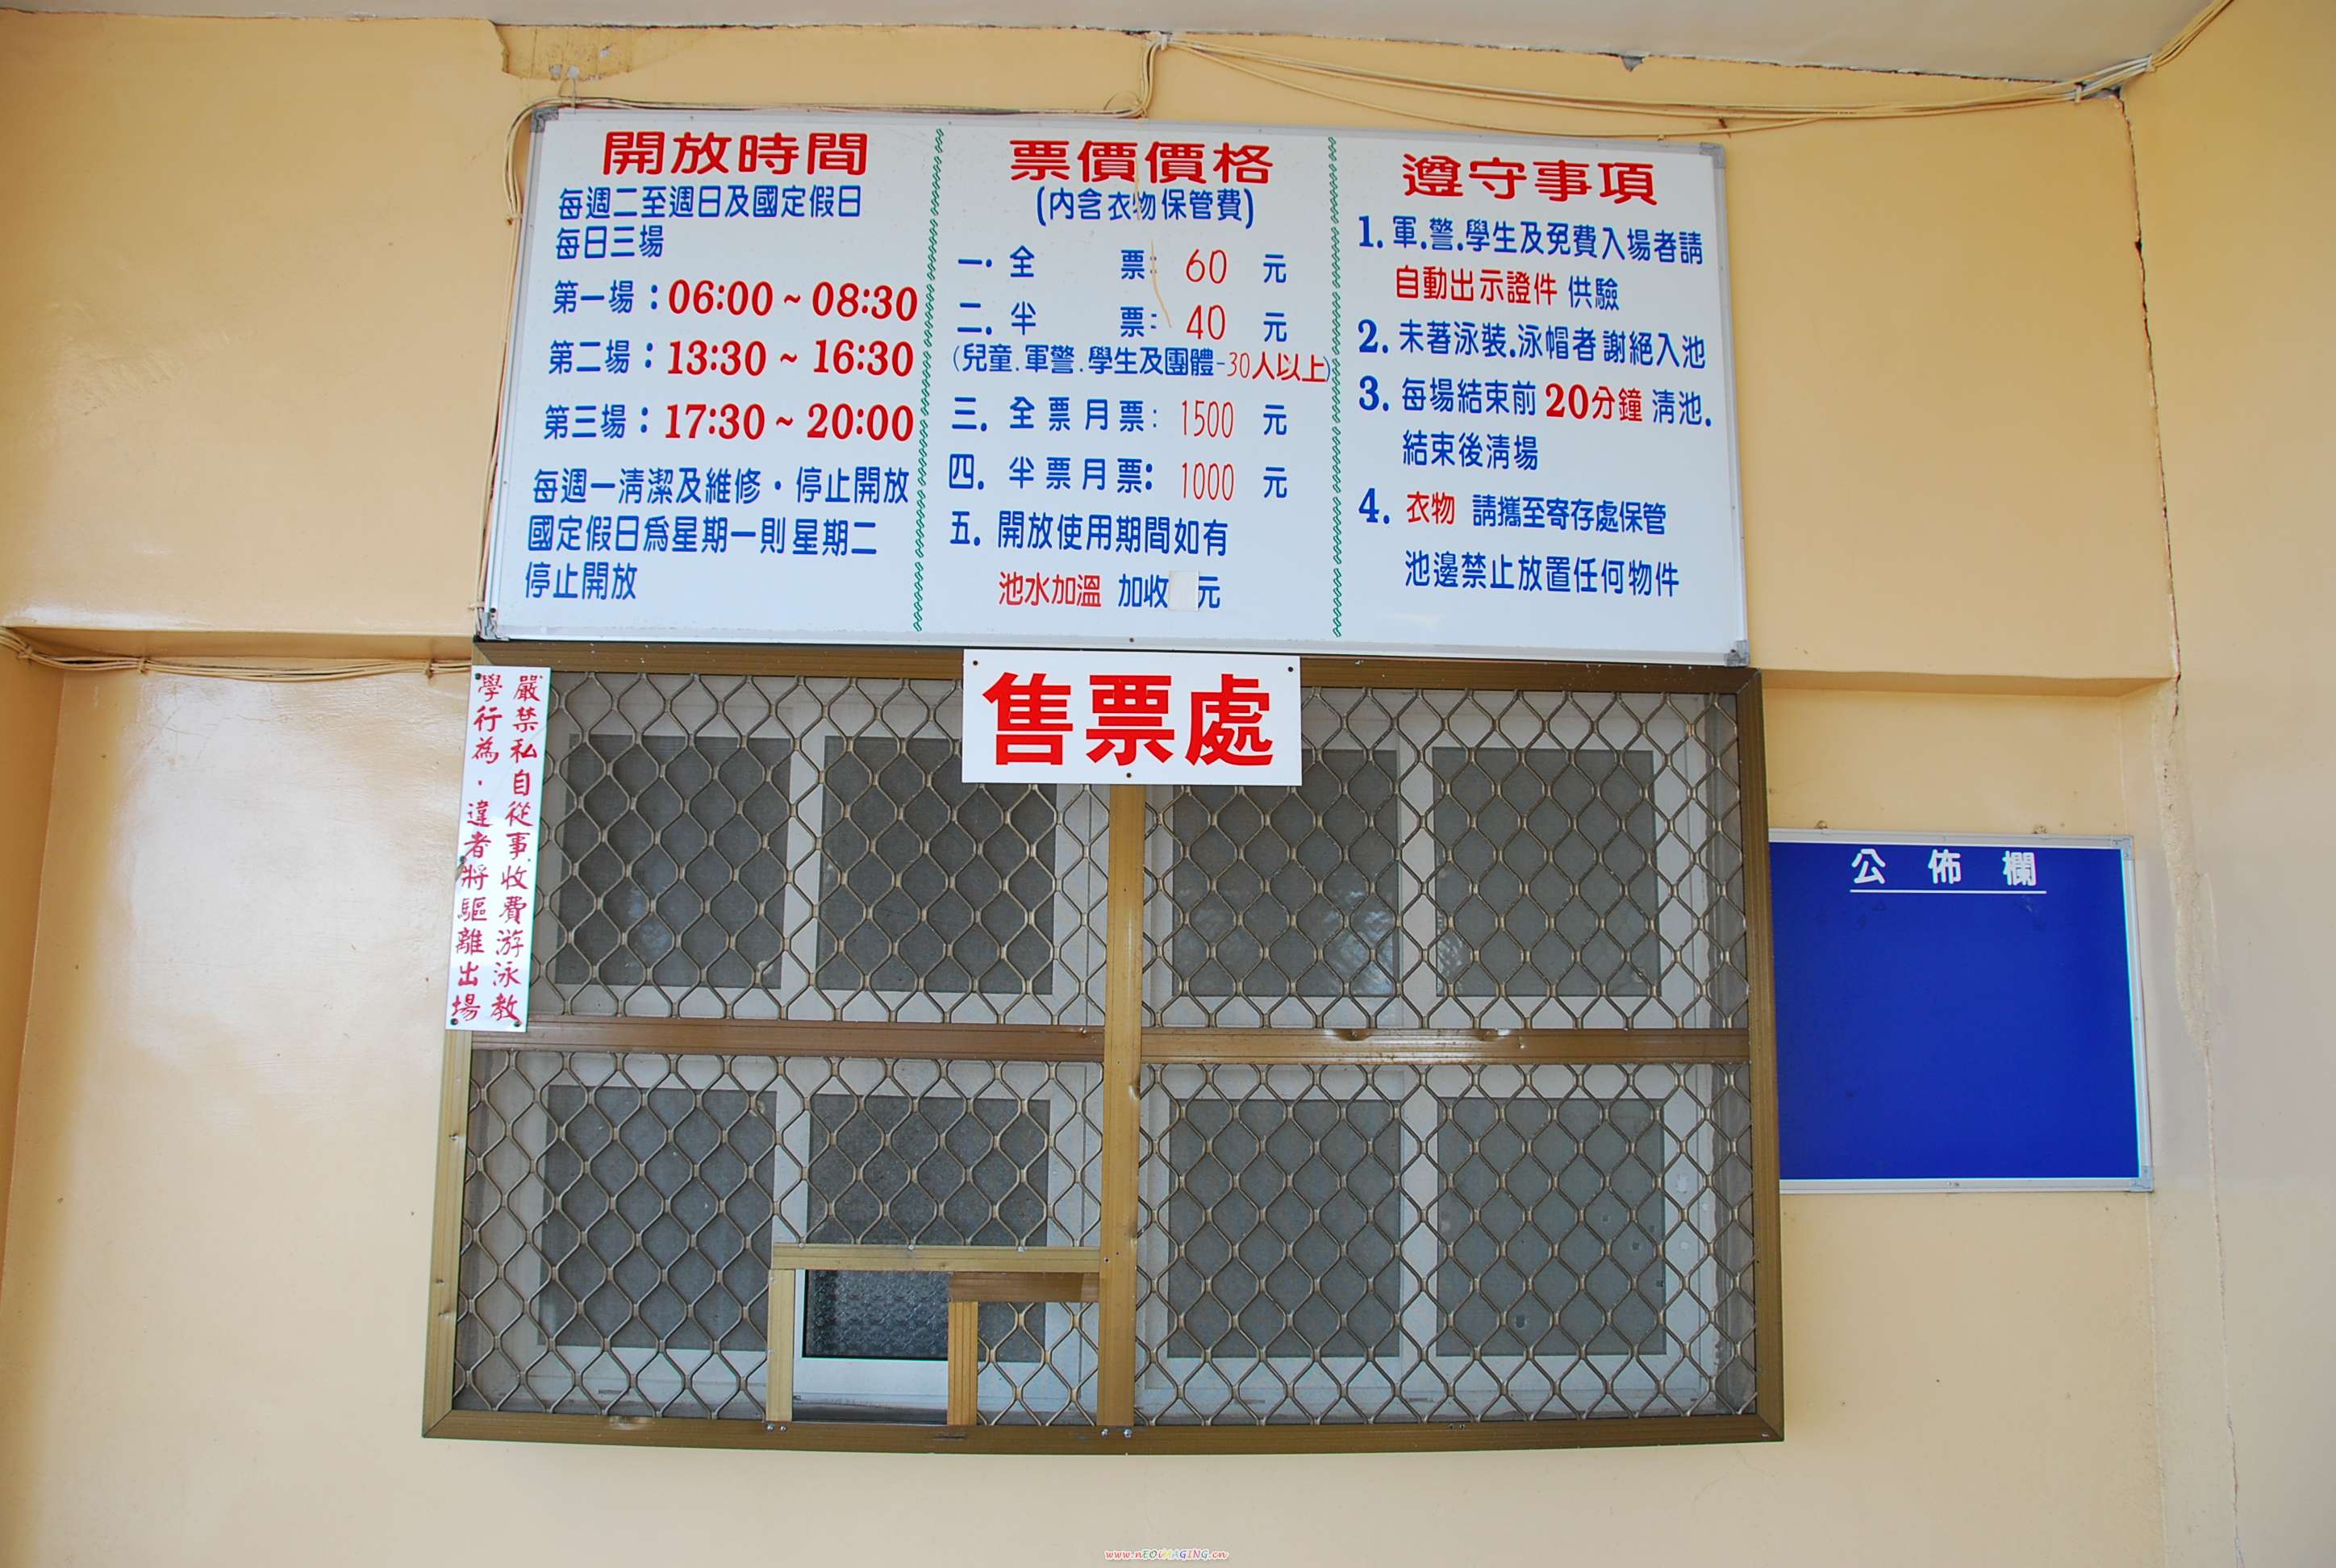 開放時間
每週二至週日及國定假日
每日三場
第一場：06:00 ~ 08:30
第二場：13:30 ~ 16:30
第三場：17:30 ~ 20:00
每週一清潔及維修・停止開放
國定假日為星期一則星期二
停止開放
票價價格
(內含衣物保管費)
一.全 票：60 元
二.半 票：40 元
(兒童.軍警.學生及團體-30人以上)
三.全票月票：1500 元
四.半票月票：1000 元
五.開放使用期間如有
池水加溫 加收 元
遵守事項
1.軍.警.學生及免費入場者請
自動出示證件 供驗
2.未著泳裝.泳帽者謝絕入池
3.每場結束前20分鐘清池.
結束後清場
4.衣物 請攜至寄存處保管
池邊禁止放置任何物件
售票處
嚴禁私自從事收費游泳教
學行為，違者將驅離出場
公佈欄
www.nEOiMAGING.cn